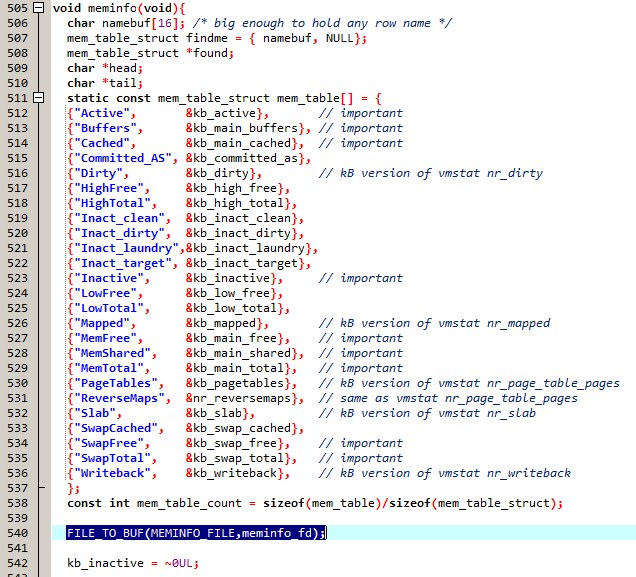 505 void meminfo(void){
506   char namebuf[16]; /* big enough to hold any row name */
507   mem_table_struct findme = { namebuf, NULL};
508   mem_table_struct *found;
509   char *head;
510   char *tail;
511   static const mem_table_struct mem_table[] = {
512   {"Active",       &kb_active},       // important
513   {"Buffers",      &kb_main_buffers}, // important
514   {"Cached",       &kb_main_cached},  // important
515   {"Committed_AS", &kb_committed_as},
516   {"Dirty",        &kb_dirty},        // kB version of vmstat nr_dirty
517   {"HighFree",     &kb_high_free},
518   {"HighTotal",    &kb_high_total},
519   {"Inact_clean",  &kb_inact_clean},
520   {"Inact_dirty",  &kb_inact_dirty},
521   {"Inact_laundry",&kb_inact_laundry},
522   {"Inact_target", &kb_inact_target},
523   {"Inactive",     &kb_inactive},     // important
524   {"LowFree",      &kb_low_free},
525   {"LowTotal",     &kb_low_total},
526   {"Mapped",       &kb_mapped},       // kB version of vmstat nr_mapped
527   {"MemFree",      &kb_main_free},    // important
528   {"MemShared",    &kb_main_shared},  // important
529   {"MemTotal",     &kb_main_total},   // important
530   {"PageTables",   &kb_pagetables},   // kB version of vmstat nr_page_table_pages
531   {"ReverseMaps",  &nr_reversemaps},  // same as vmstat nr_page_table_pages
532   {"Slab",         &kb_slab},         // kB version of vmstat nr_slab
533   {"SwapCached",   &kb_swap_cached},
534   {"SwapFree",     &kb_swap_free},    // important
535   {"SwapTotal",    &kb_swap_total},   // important
536   {"Writeback",    &kb_writeback},    // kB version of vmstat nr_writeback
537   };
538   const int mem_table_count = sizeof(mem_table)/sizeof(mem_table_struct);
539
540   FILE_TO_BUF(MEMINFO_FILE,meminfo_fd);
541
542   kb_inactive = ~0UL;